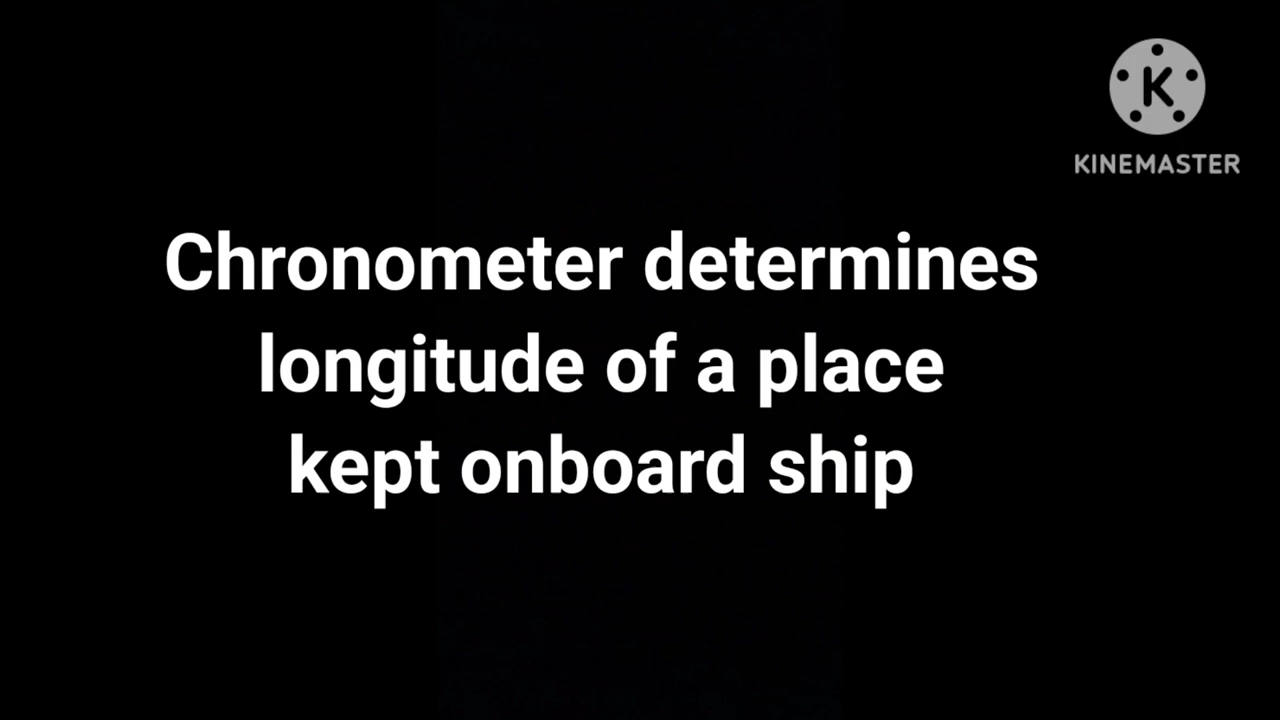 K
KINEMASTER
Chronometer determines
longitude of a place
kept onboard ship